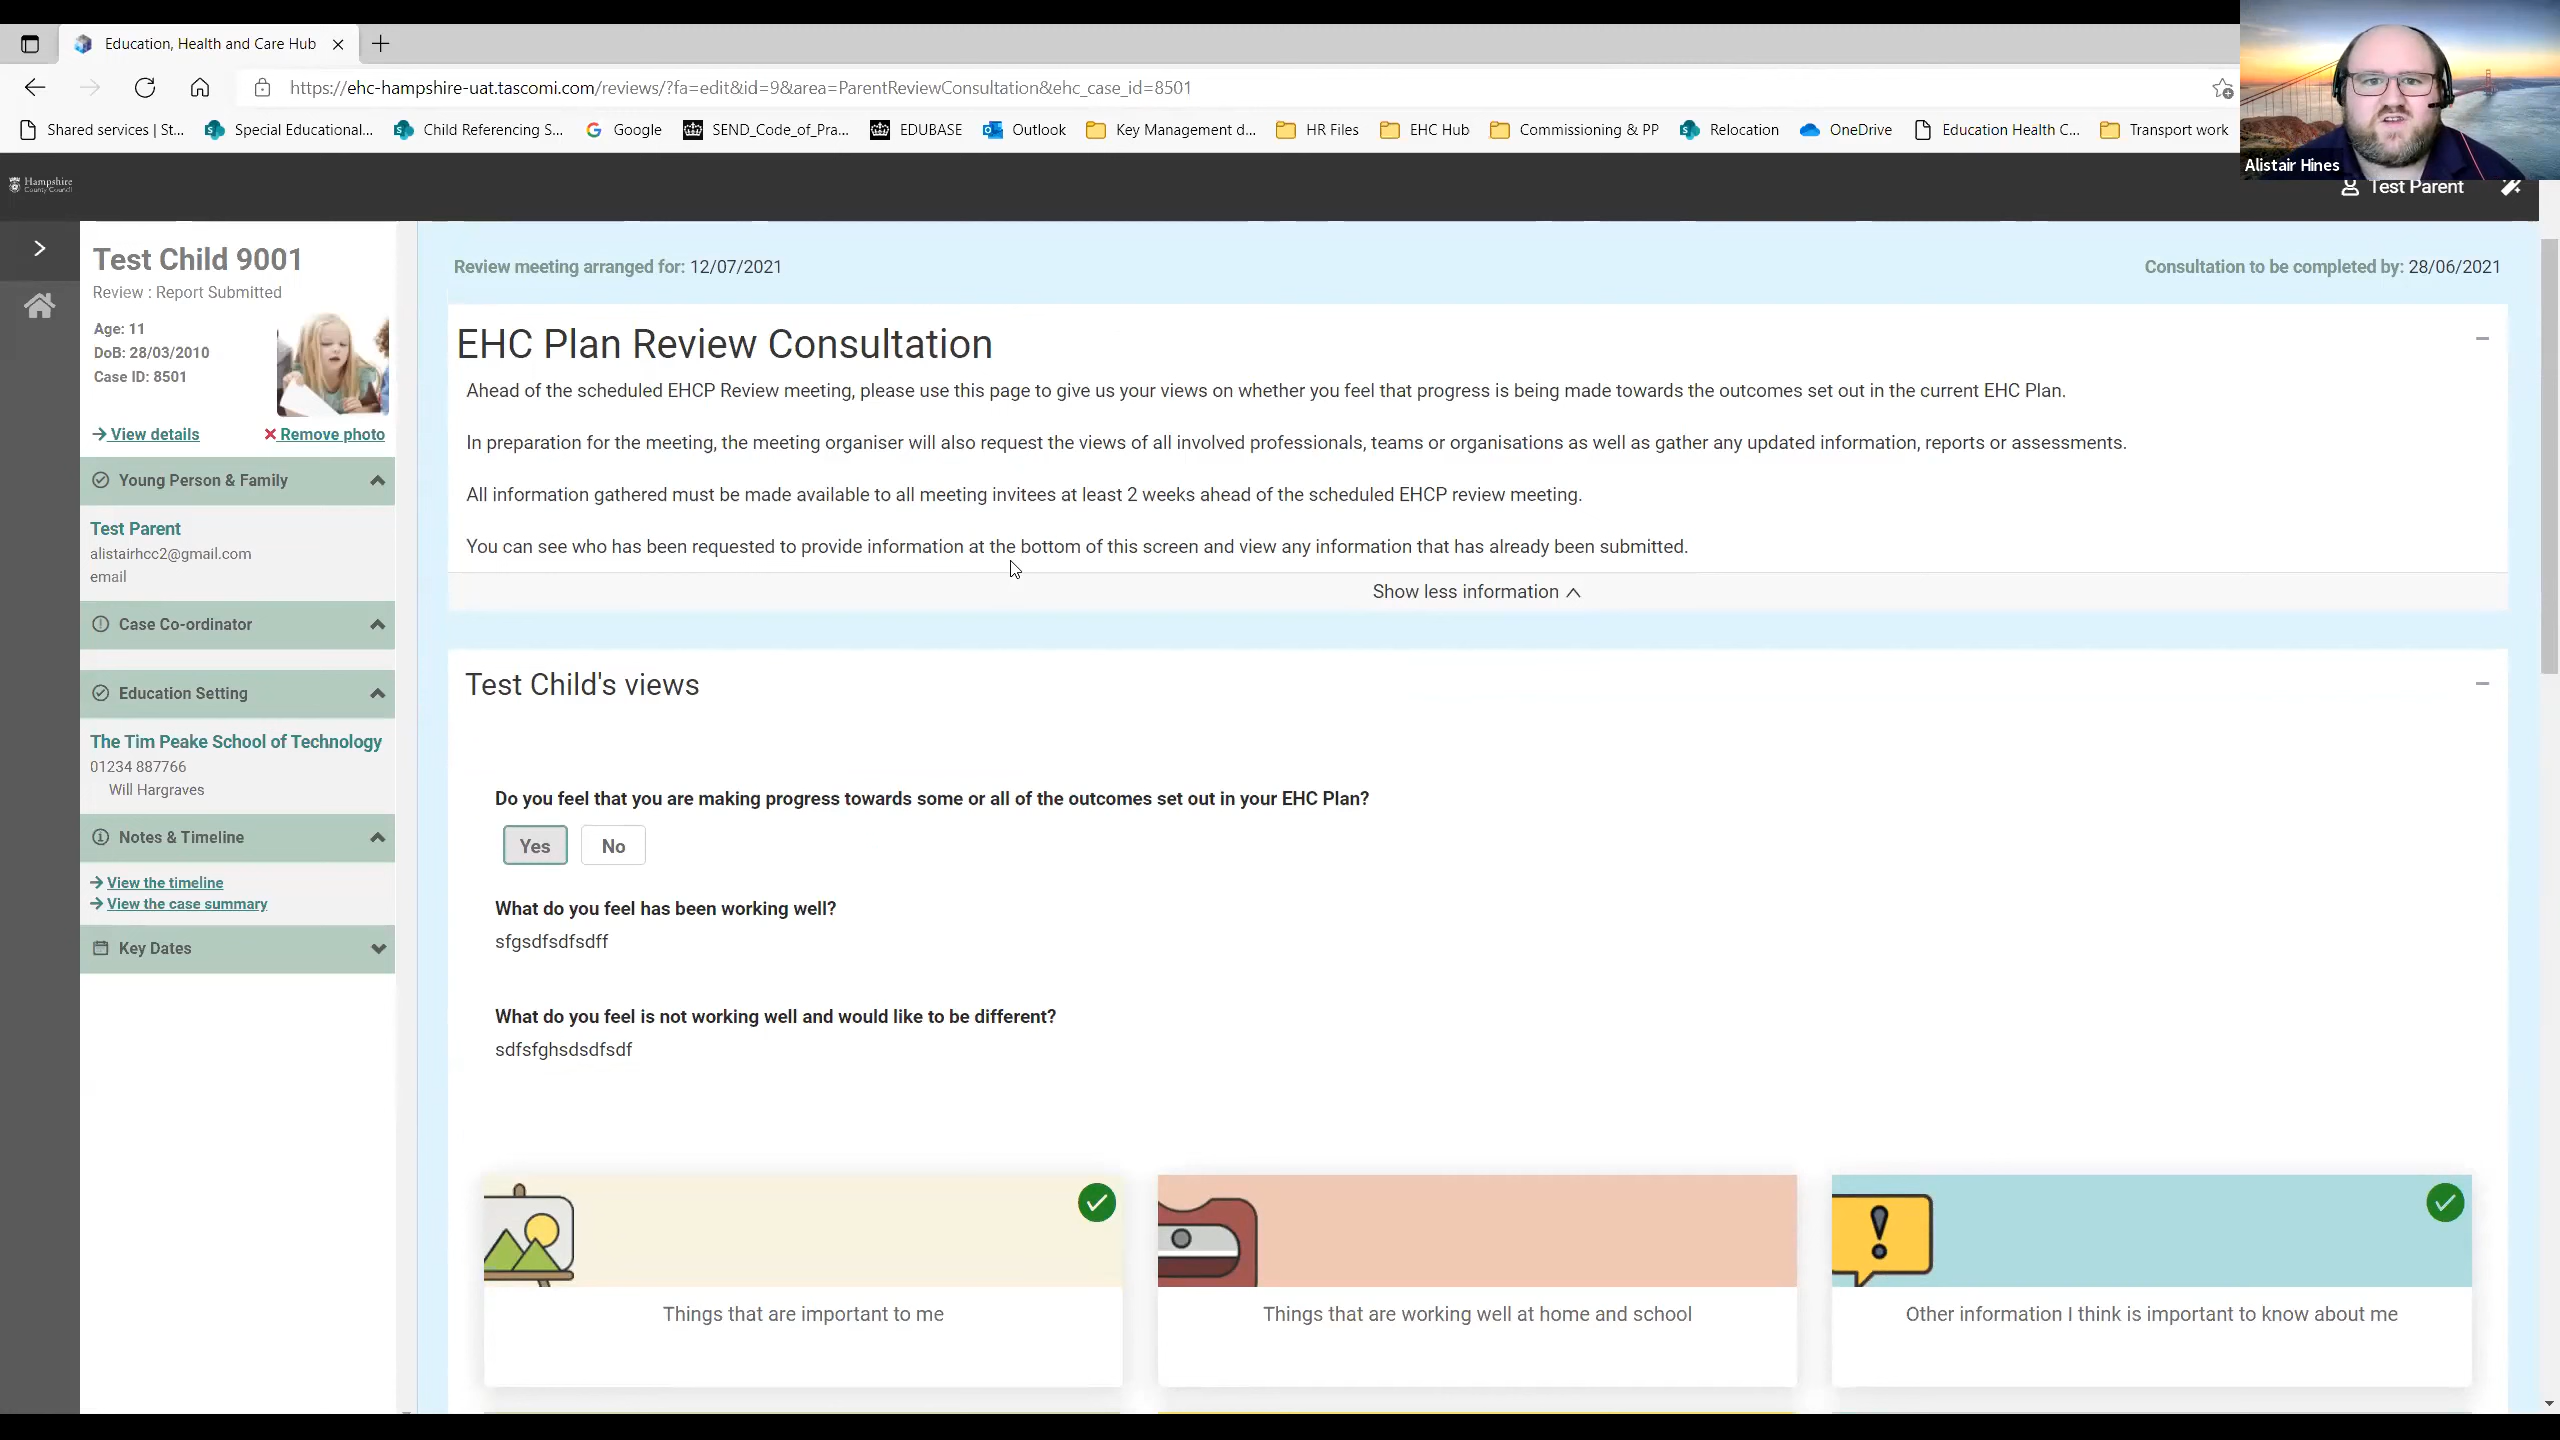 Education, Health and Care Hub
https://ehc-hampshire-uat.tascomi.com/reviews/?fa=edit&id=9&area=ParentReviewConsultation&ehc_case_id=8501
Shared services | St... Special Educational... Child Referencing S... Google SEND_Code_of_Pra... EDUBASE Outlook Key Management d... HR Files EHC Hub Commissioning & PP Relocation OneDrive Education Health C... Transport work
Alistair Hines
Hampshire
County Council
Test Parent
Test Child 9001
Review : Report Submitted
Age: 11
DoB: 28/03/2010
Case ID: 8501
View details
Remove photo
Young Person & Family
Test Parent
alistairhcc2@gmail.com
email
Case Co-ordinator
Education Setting
The Tim Peake School of Technology
01234 887766
Will Hargraves
Notes & Timeline
View the timeline
View the case summary
Key Dates
Review meeting arranged for: 12/07/2021
Consultation to be completed by: 28/06/2021
EHC Plan Review Consultation
Ahead of the scheduled EHCP Review meeting, please use this page to give us your views on whether you feel that progress is being made towards the outcomes set out in the current EHC Plan.
In preparation for the meeting, the meeting organiser will also request the views of all involved professionals, teams or organisations as well as gather any updated information, reports or assessments.
All information gathered must be made available to all meeting invitees at least 2 weeks ahead of the scheduled EHCP review meeting.
You can see who has been requested to provide information at the bottom of this screen and view any information that has already been submitted.
Show less information
Test Child's views
Do you feel that you are making progress towards some or all of the outcomes set out in your EHC Plan?
Yes No
What do you feel has been working well?
sfgsdfsdfsdff
What do you feel is not working well and would like to be different?
sdfsfghsdsdfsdf
Things that are important to me
Things that are working well at home and school
Other information I think is important to know about me